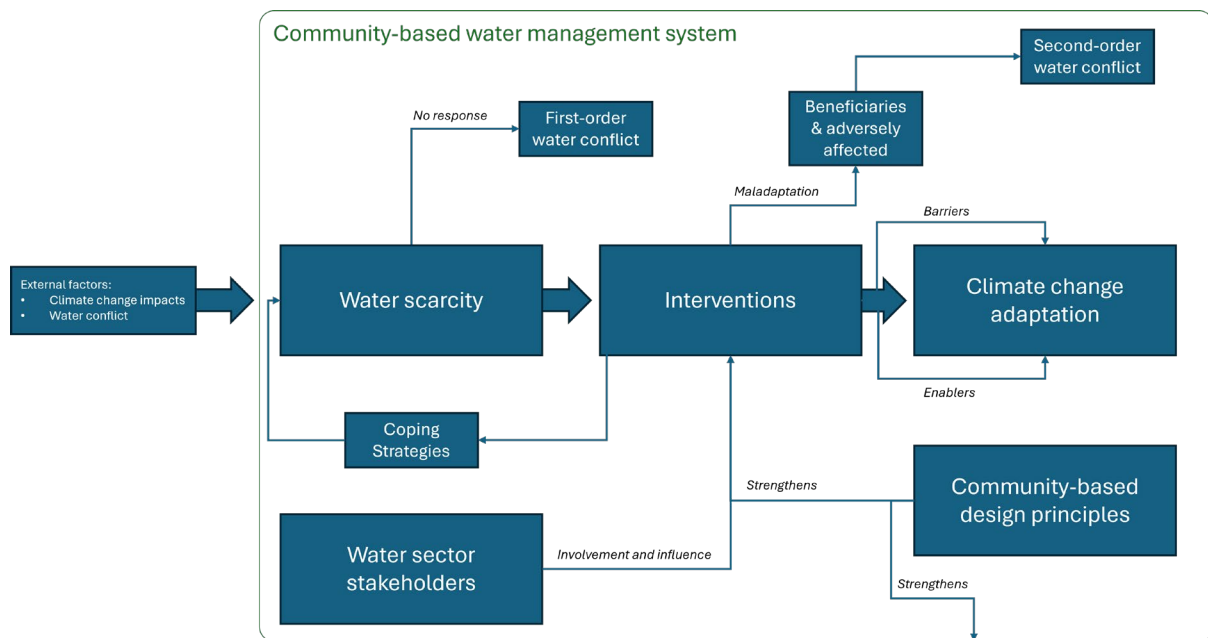 Community-based water management system
Second-order
water conflict
No response
First-order
water conflict
Beneficiaries
& adversely
affected
Maladaptation
Barriers
External factors:
• Climate change impacts
• Water conflict
Water scarcity
Interventions
Climate change
adaptation
Enablers
Coping
Strategies
Strengthens
Community-based
design principles
Water sector
stakeholders
Involvement and influence
Strengthens